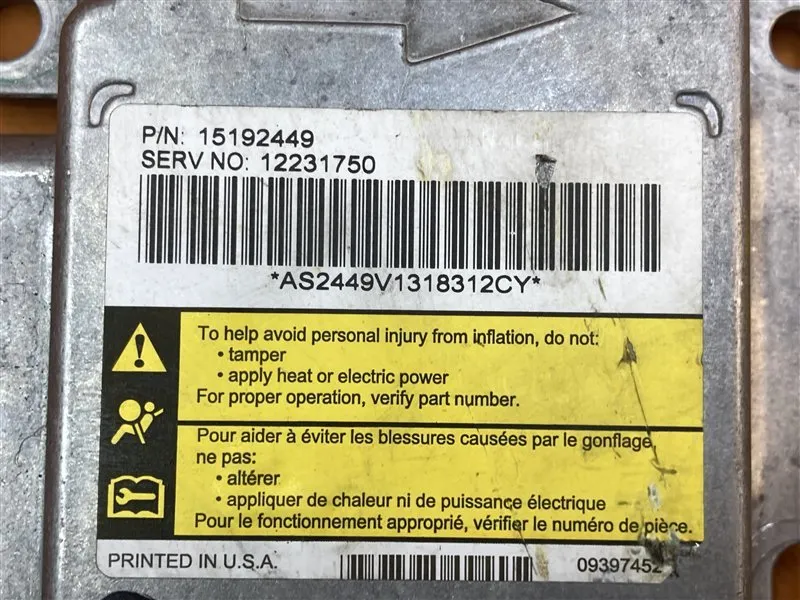 P/N: 15192449
SERV NO: 12231750
*AS2449V1318312CY*
To help avoid personal injury from inflation, do not:
• tamper
• apply heat or electric power
For proper operation, verify part number.
Pour aider à éviter les blessures causées par le gonflage,
ne pas:
• altérer
• appliquer de chaleur ni de puissance électrique
Pour le fonctionnement approprié, vérifier le numéro de pièce.
PRINTED IN U.S.A.
09397452